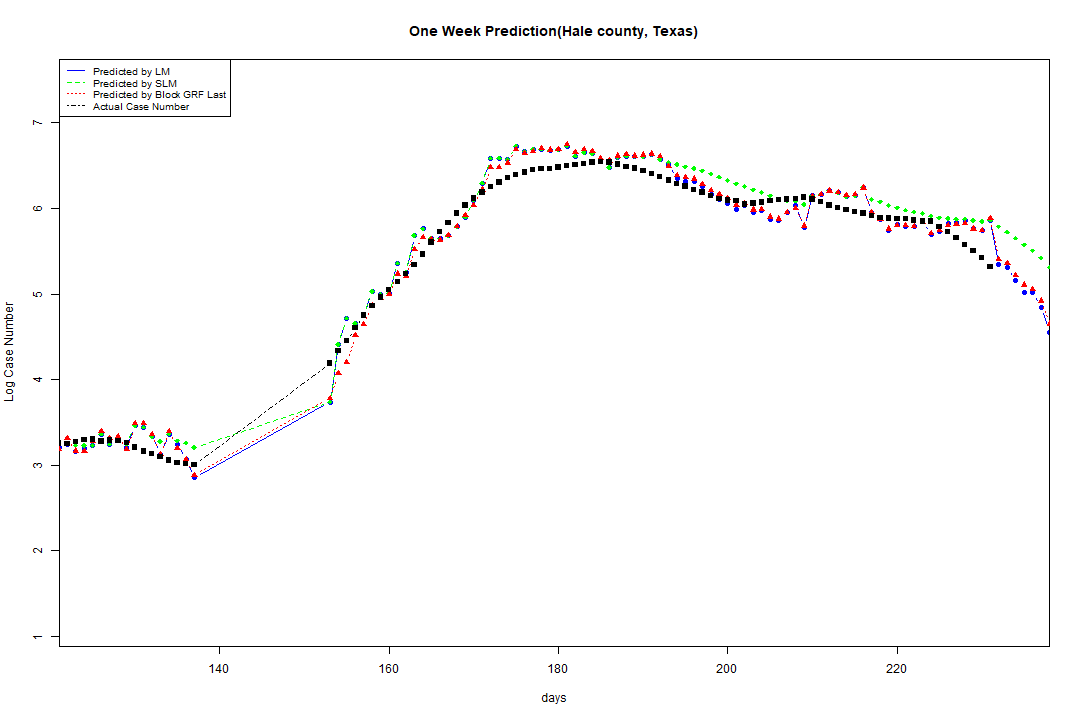 One Week Prediction(Hale county, Texas)
Predicted by LM
Predicted by SLM
Predicted by Block GRF Last
Actual Case Number
7
6
5
4
3
2
1
Log Case Number
140 160 180 200 220
days